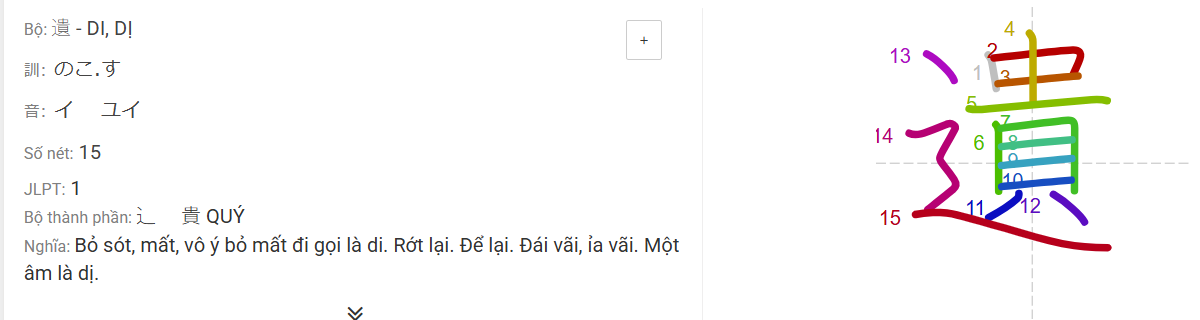 Bộ: 遺 - DI, DỊ
+
訓: のこ.す
音: イ ユイ
Số nét: 15
JLPT: 1
Bộ thành phần: 辶 貴 QUÝ
Nghĩa: Bỏ sót, mất, vô ý bỏ mất đi gọi là di. Rớt lại. Để lại. Đái vãi, ỉa vãi. Một
âm là dị.
遺
4
13
2
1
3
5
7
14
6
8
9
10
11
12
15